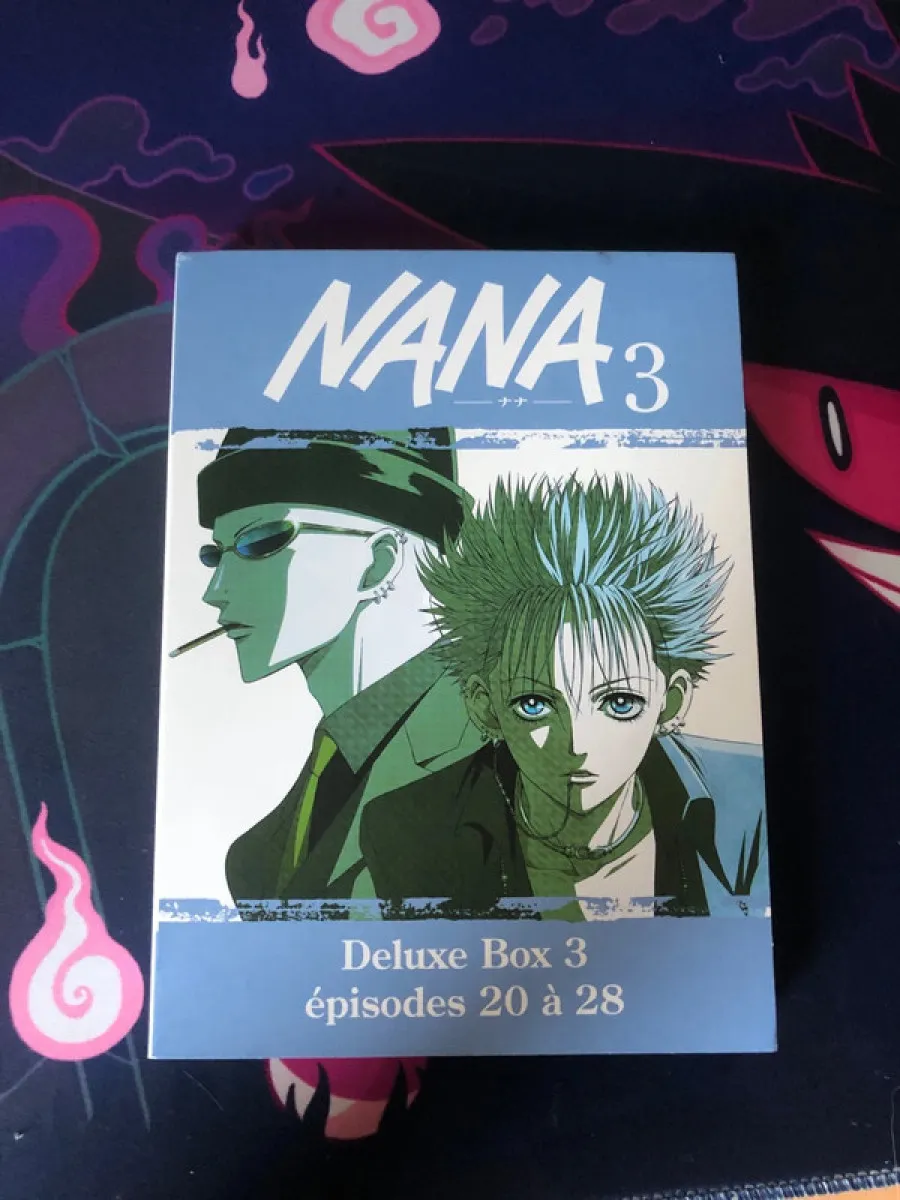 NANA 3
ナナ
Deluxe Box 3
épisodes 20 à 28